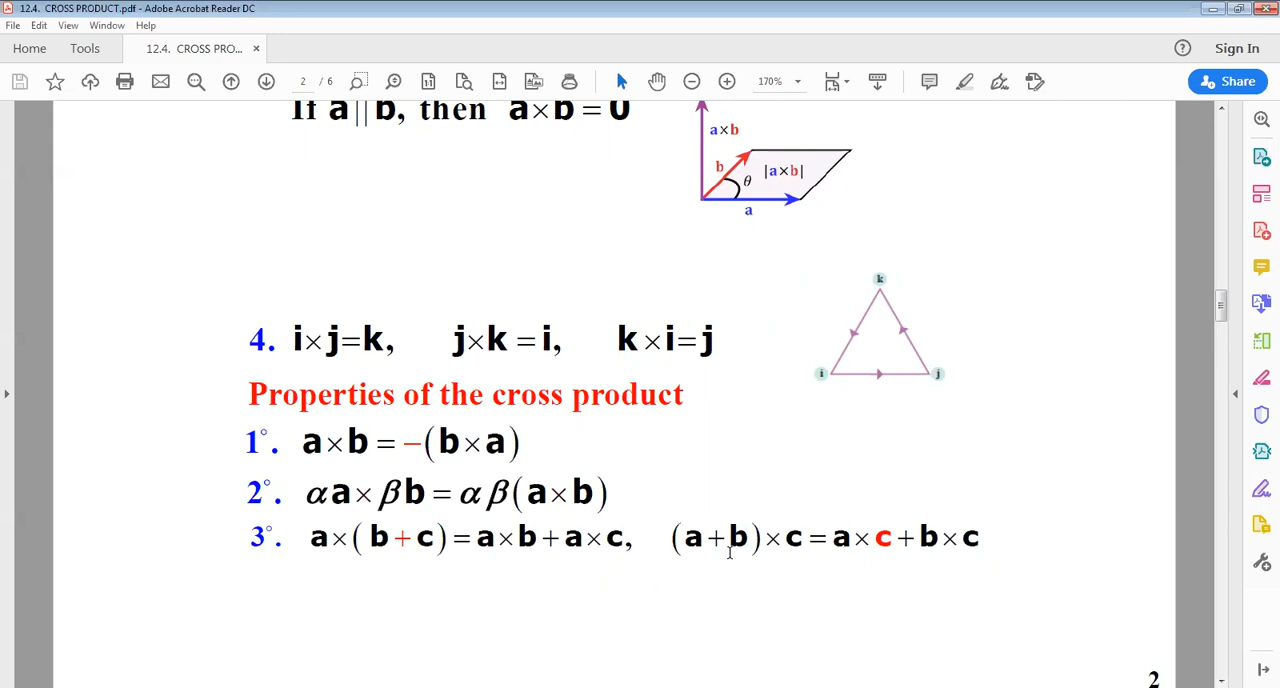 12.4. CROSS PRODUCT.pdf - Adobe Acrobat Reader DC
File Edit View Window Help
Home Tools 12.4. CROSS PRO... × Sign In
2 / 6 170% Share
If a||b, then a×b = 0
a×b
b θ |a×b|
a
k
4. i×j=k, j×k =i, k×i=j
i j
Properties of the cross product
1°. a×b = −(b×a)
2°. αa×βb = αβ(a×b)
3°. a×(b+c) = a×b+a×c, (a+b)×c = a×c+b×c
2